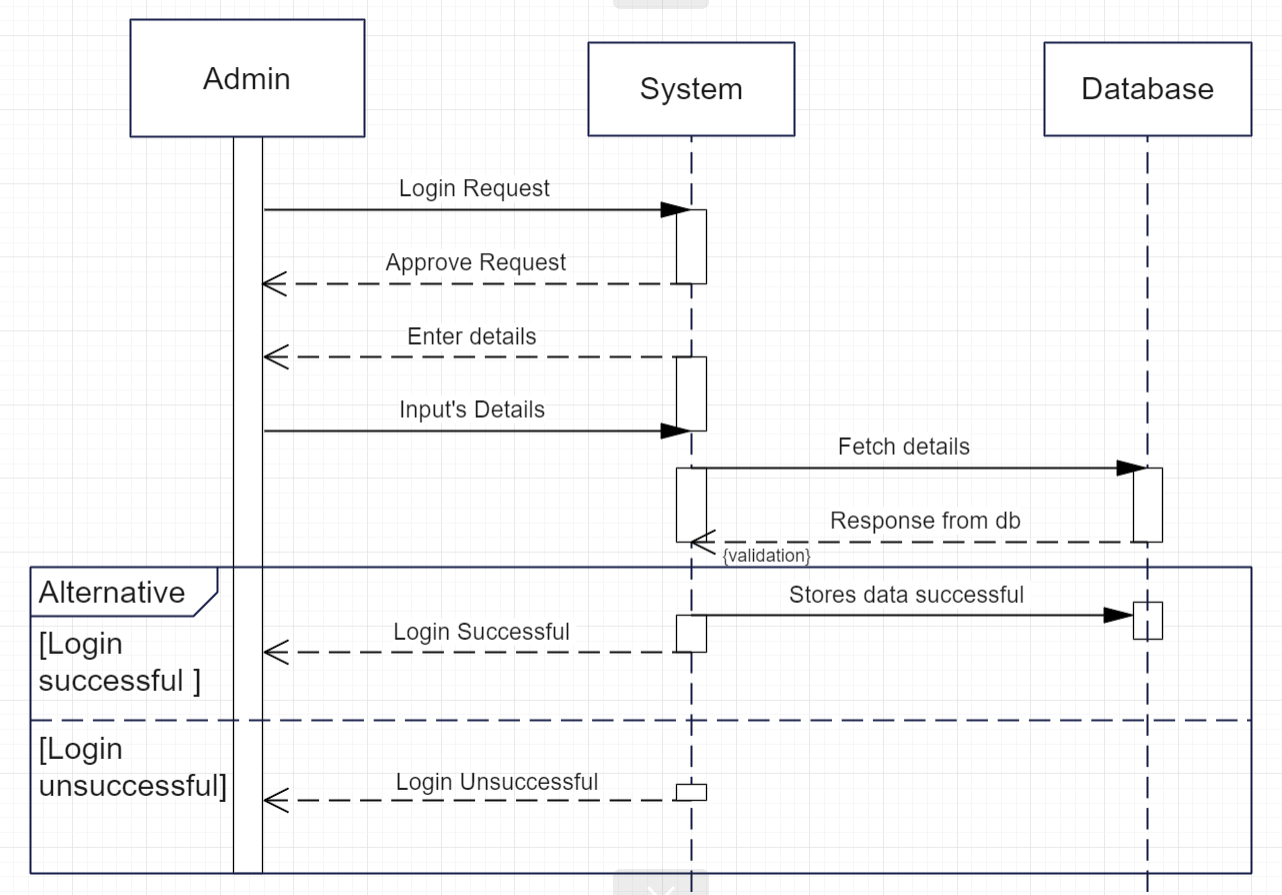 Admin
System
Database
Login Request
Approve Request
Enter details
Input's Details
Fetch details
Response from db
{validation}
Alternative
Stores data successful
[Login
successful ]
Login Successful
[Login
unsuccessful]
Login Unsuccessful